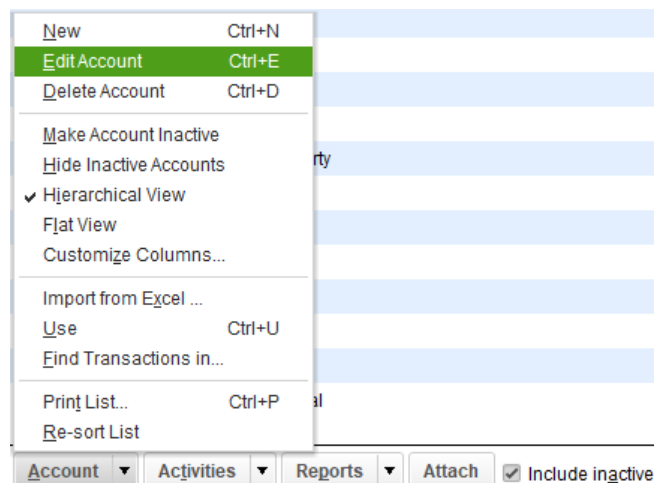 New Ctrl+N
Edit Account Ctrl+E
Delete Account Ctrl+D
Make Account Inactive
Hide Inactive Accounts
rty
Hierarchical View
Flat View
Customize Columns...
Import from Excel ...
Use Ctrl+U
Find Transactions in...
Print List... Ctrl+P
al
Re-sort List
Account Activities Reports Attach Include inactive